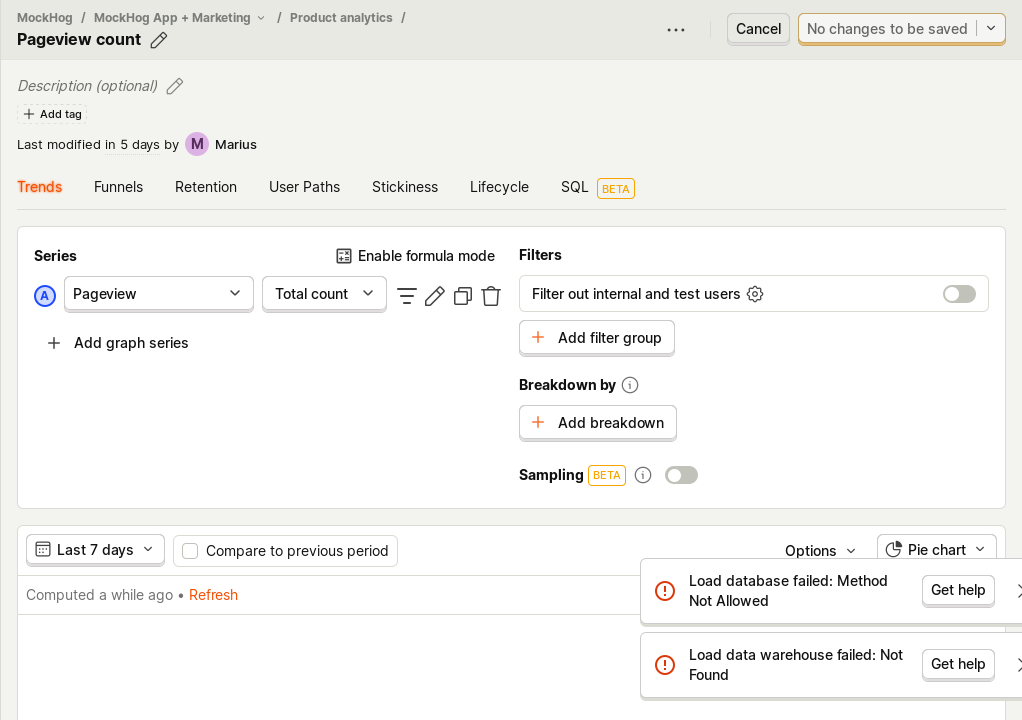 MockHog / MockHog App + Marketing / Product analytics /
Pageview count
Cancel
No changes to be saved
Description (optional)
Add tag
Last modified in 5 days by M Marius
Trends Funnels Retention User Paths Stickiness Lifecycle SQL BETA
Series
Enable formula mode
A Pageview Total count
Add graph series
Filters
Filter out internal and test users
Add filter group
Breakdown by
Add breakdown
Sampling BETA
Last 7 days Compare to previous period Options Pie chart
Computed a while ago • Refresh
Load database failed: Method
Not Allowed
Get help
Load data warehouse failed: Not
Found
Get help